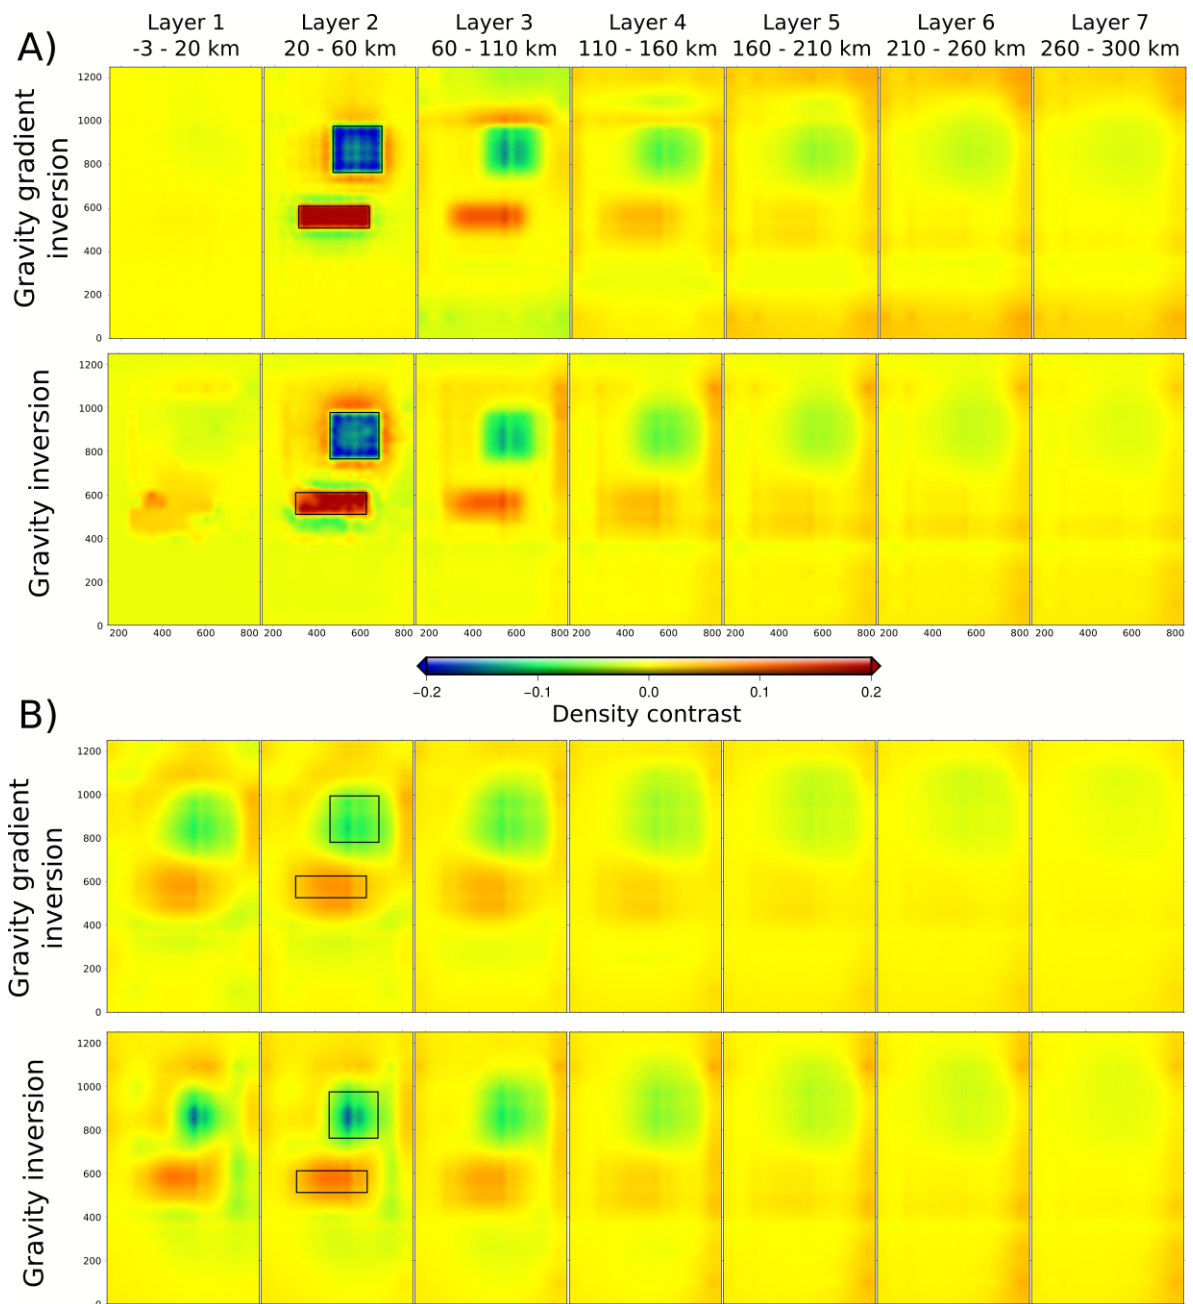 A)
Layer 1 Layer 2 Layer 3 Layer 4 Layer 5 Layer 6 Layer 7
-3 - 20 km 20 - 60 km 60 - 110 km 110 - 160 km 160 - 210 km 210 - 260 km 260 - 300 km
Gravity gradient
inversion
1200
1000
800
600
400
200
0
Gravity inversion
1200
1000
800
600
400
200
0
200 400 600 800 200 400 600 800 200 400 600 800 200 400 600 800 200 400 600 800 200 400 600 800 200 400 600 800
−0.2 −0.1 0.0 0.1 0.2
Density contrast
B)
Gravity gradient
inversion
1200
1000
800
600
400
200
0
Gravity inversion
1200
1000
800
600
400
200
0